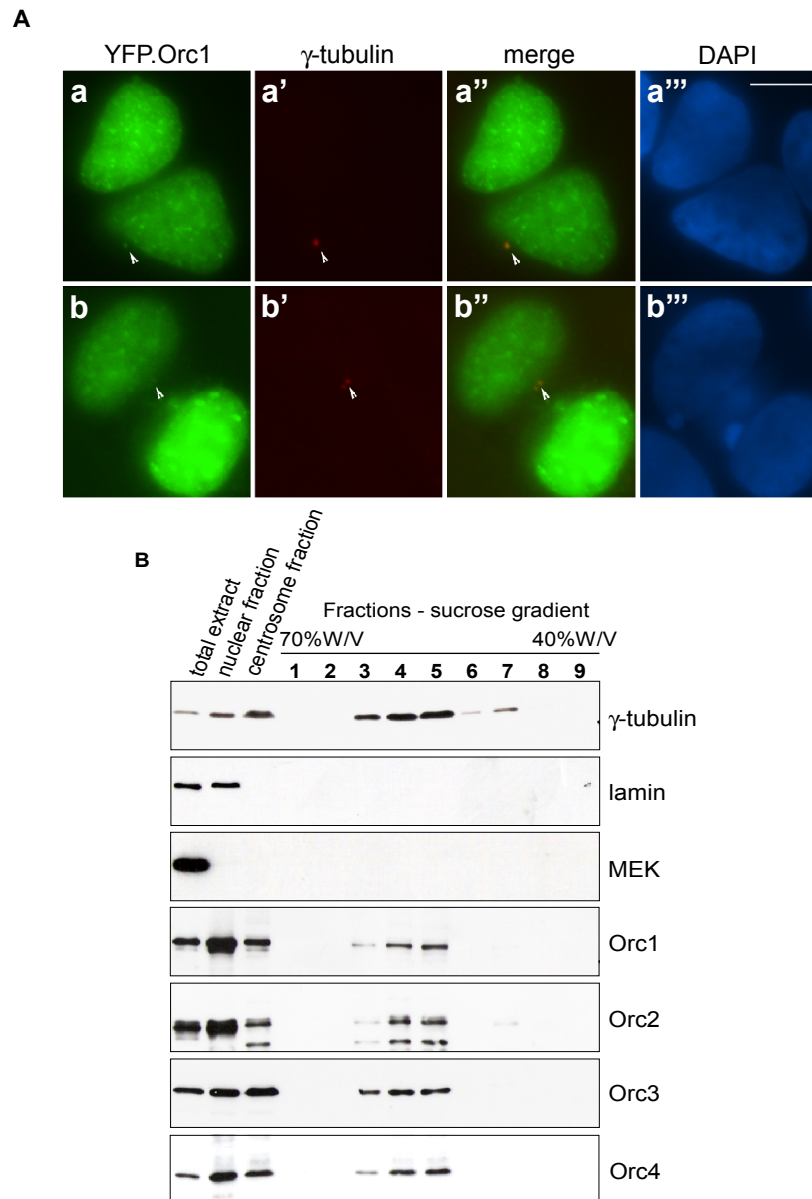 A
YFP.Orc1 γ-tubulin merge DAPI
a a’ a’’ a’’’
b b’ b’’ b’’’
B
total extract
nuclear fraction
centrosome fraction
Fractions - sucrose gradient
70%W/V 40%W/V
1 2 3 4 5 6 7 8 9
γ-tubulin
lamin
MEK
Orc1
Orc2
Orc3
Orc4